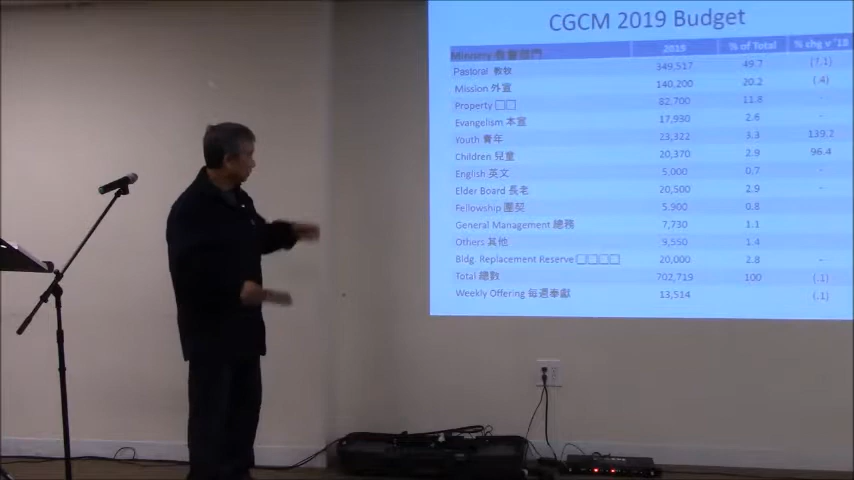 CGCM 2019 Budget
Ministry 教會部門 2019 % of Total % chg v '18
Pastoral 教牧 349,517 49.7 (7.1)
Mission 外宣 140,200 20.2 (.4)
Property □□ 82,700 11.8 -
Evangelism 本宣 17,930 2.6 -
Youth 青年 23,322 3.3 139.2
Children 兒童 20,370 2.9 96.4
English 英文 5,000 0.7 -
Elder Board 長老 20,500 2.9 -
Fellowship 團契 5,900 0.8
General Management 總務 7,730 1.1
Others 其他 9,550 1.4
Bldg. Replacement Reserve □□□□ 20,000 2.8 -
Total 總數 702,719 100 (.1)
Weekly Offering 每週奉獻 13,514 (.1)